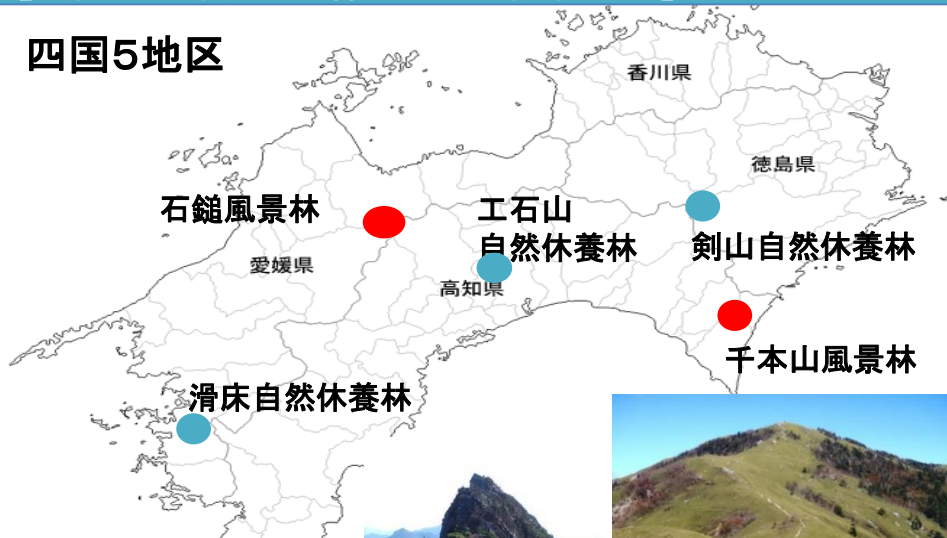 四国5地区
香川県
徳島県
石鎚風景林
工石山
自然休養林
剣山自然休養林
愛媛県
高知県
千本山風景林
滑床自然休養林